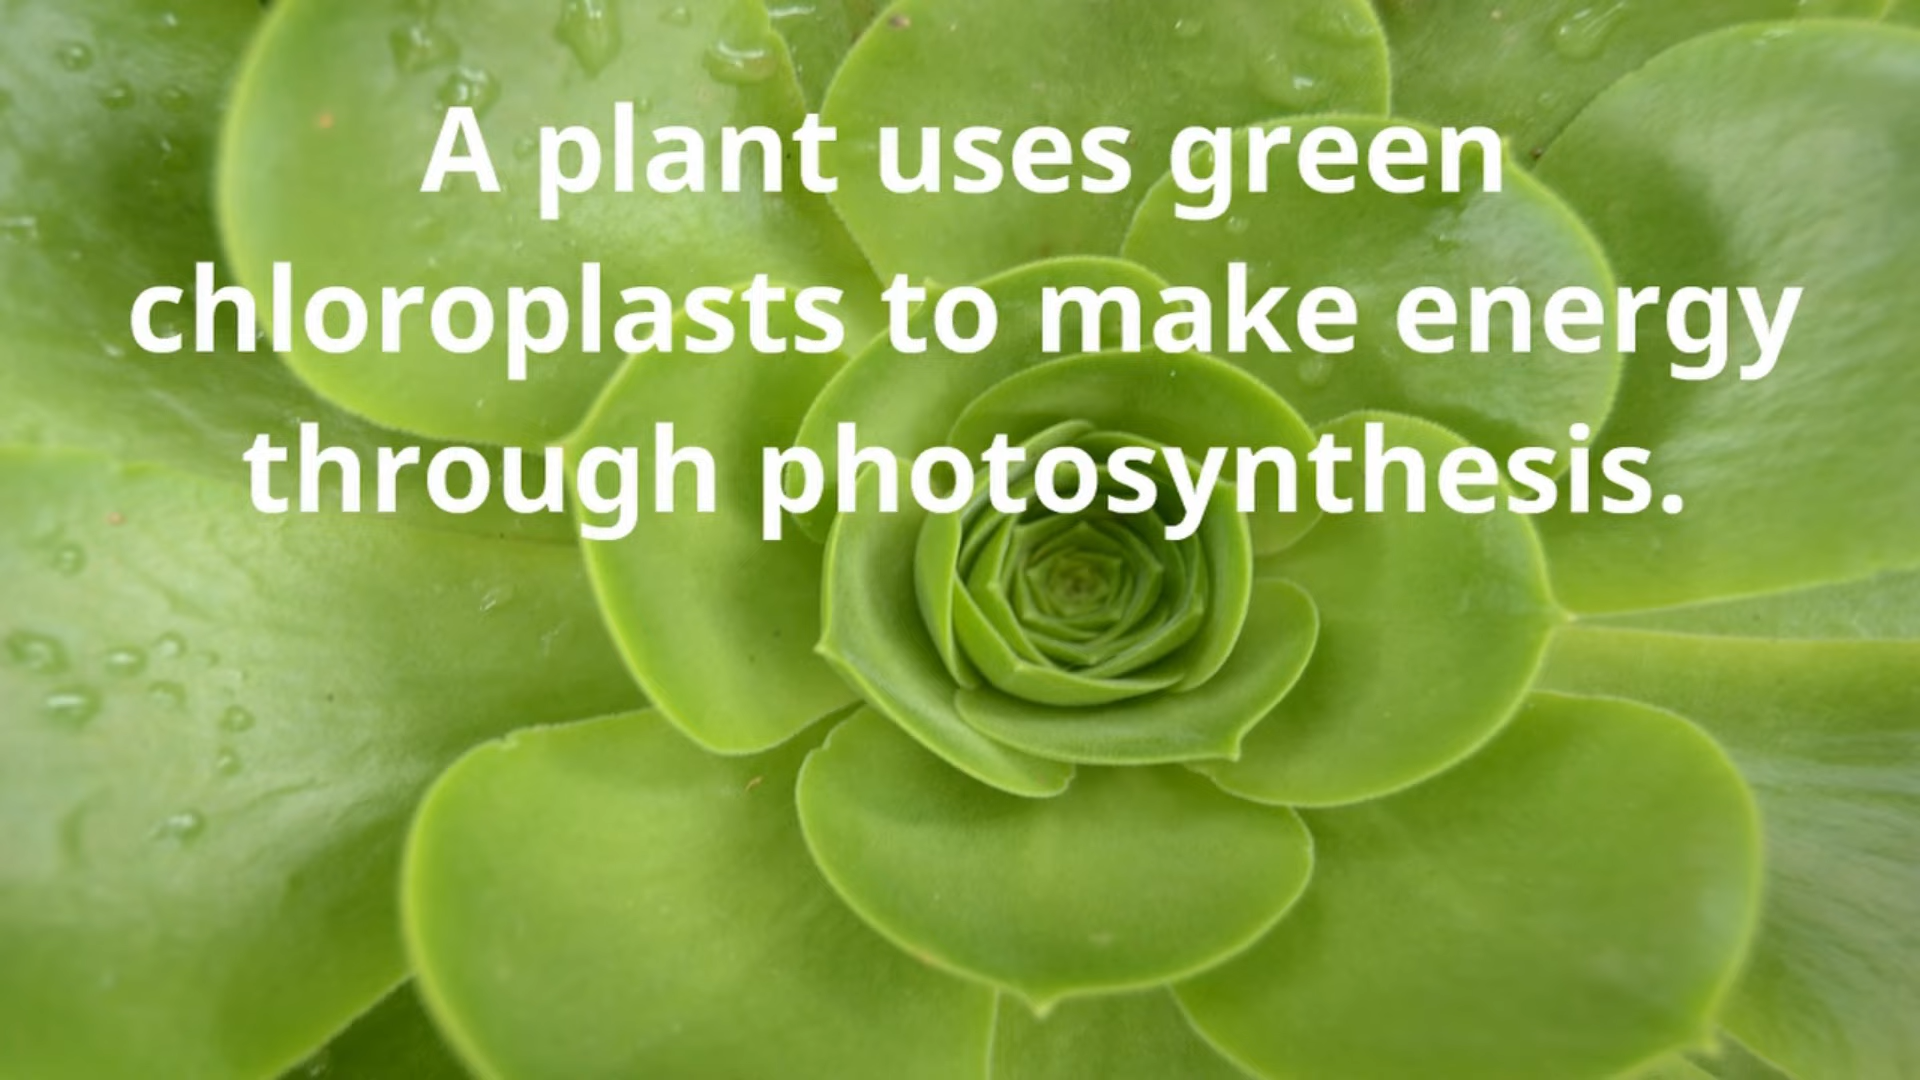 A plant uses green
chloroplasts to make energy
through photosynthesis.